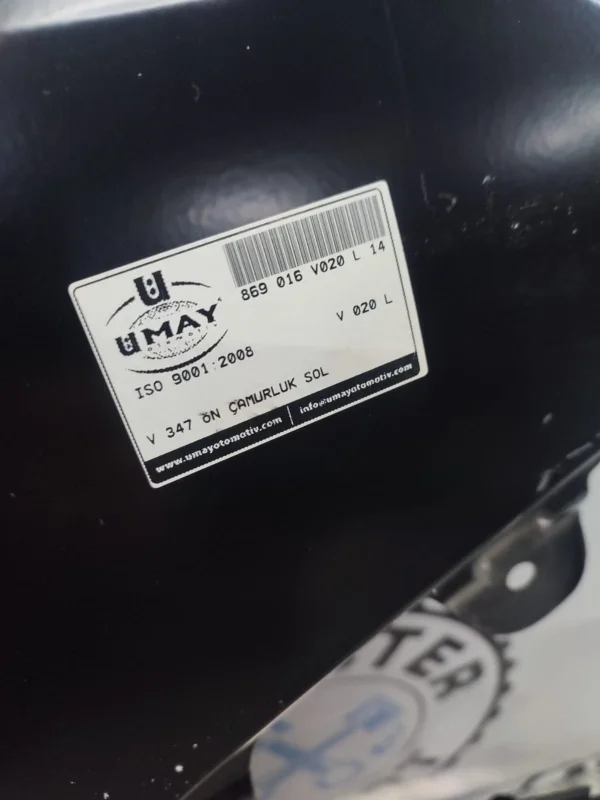 869 016 V020 L 14
UMAY
OTOMOTİV
V 020 L
ISO 9001:2008
V 347 ÖN ÇAMURLUK SOL
www.umayotomotiv.com | info@umayotomotiv.com
TER